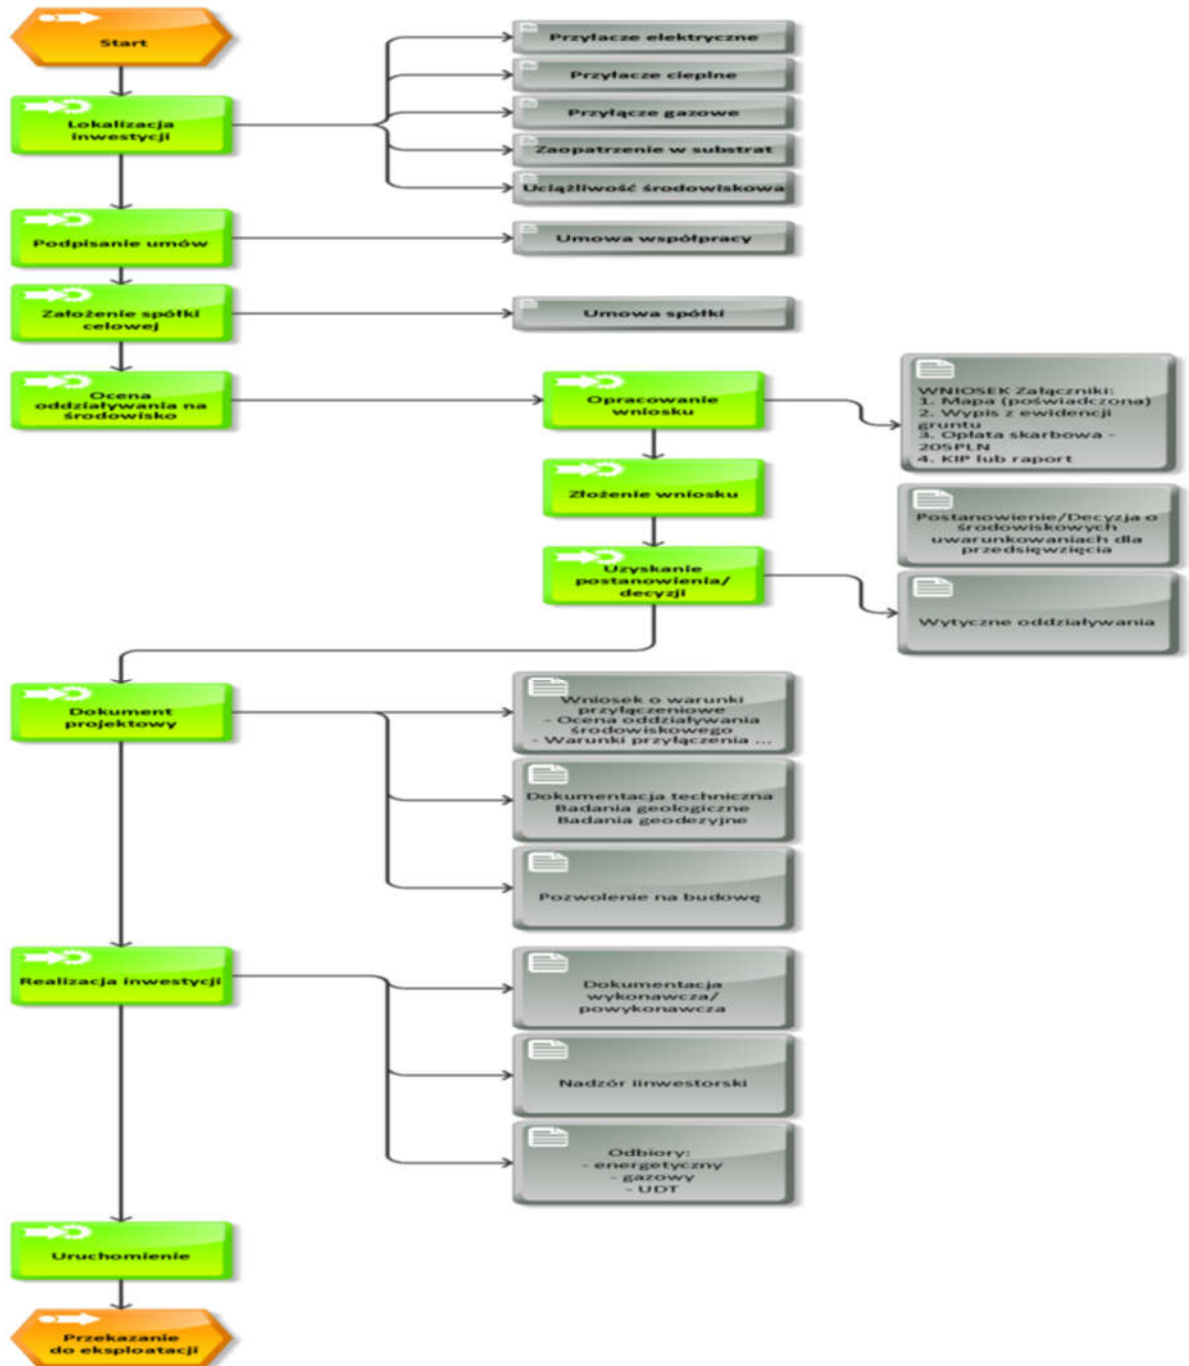 Start
Lokalizacja
inwestycji
Przyłacze elektryczne
Przyłacze cieplne
Przyłącze gazowe
Zaopatrzenie w substrat
Uciążliwość środowiskowa
Podpisanie umów
Umowa współpracy
Założenie spółki
celowej
Umowa spółki
Ocena
oddziaływania na
środowisko
Opracowanie
wniosku
WNIOSEK Załączniki:
1. Mapa (poświadczona)
2. Wypis z ewidencji
gruntu
3. Opłata skarbowa -
205PLN
4. KIP lub raport
Złożenie wniosku
Postanowienie/Decyzja o
środowiskowych
uwarunkowaniach dla
przedsięwzięcia
Uzyskanie
postanowienia/
decyzji
Wytyczne oddziaływania
Dokument
projektowy
Wniosek o warunki
przyłączeniowe
- Ocena oddziaływania
środowiskowego
- Warunki przyłączenia ...
Dokumentacja techniczna
Badania geologiczne
Badania geodezyjne
Pozwolenie na budowę
Realizacja inwestycji
Dokumentacja
wykonawcza/
powykonawcza
Nadzór iinwestorski
Odbiory:
- energetyczny
- gazowy
- UDT
Uruchomienie
Przekazanie
do eksploatacji